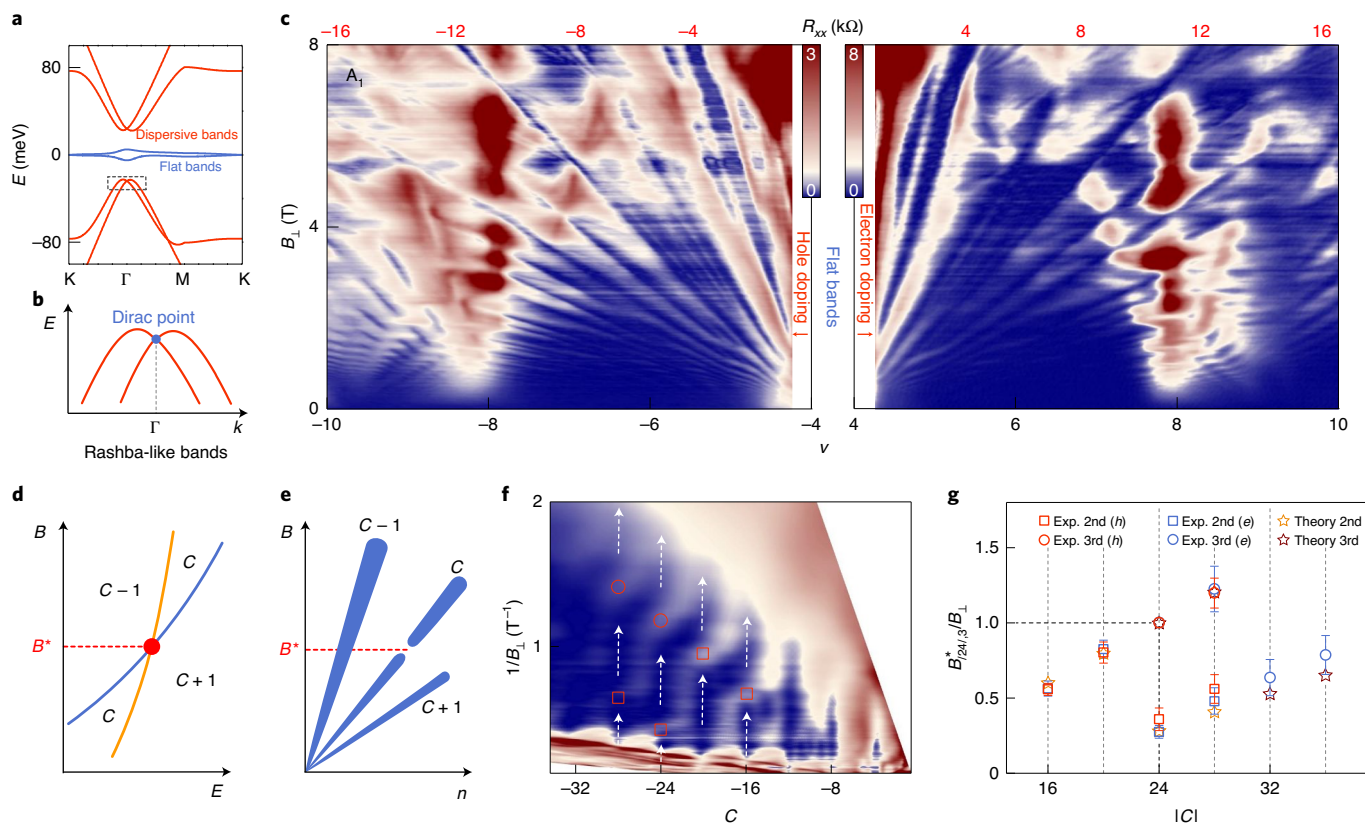 a
E (meV)
80
0
−80
Dispersive bands
Flat bands
K Γ M K
b
E
Dirac point
Γ k
Rashba-like bands
c
−16 −12 −8 −4
R_xx (kΩ)
4 8 12 16
A_1
3
0
8
0
Hole doping
Flat bands
Electron doping
B_⊥ (T)
8
4
0
−10 −8 −6 −4
4 6 8 10
ν
d
B
C − 1
C
B*
C + 1
C
E
e
B
C − 1
C
B*
C + 1
n
f
1/B_⊥ (T⁻¹)
2
1
−32 −24 −16 −8
C
g
Exp. 2nd (h)
Exp. 3rd (h)
Exp. 2nd (e)
Exp. 3rd (e)
Theory 2nd
Theory 3rd
B*_/24/,3/B_⊥
1.5
1.0
0.5
0
16 24 32
|C|